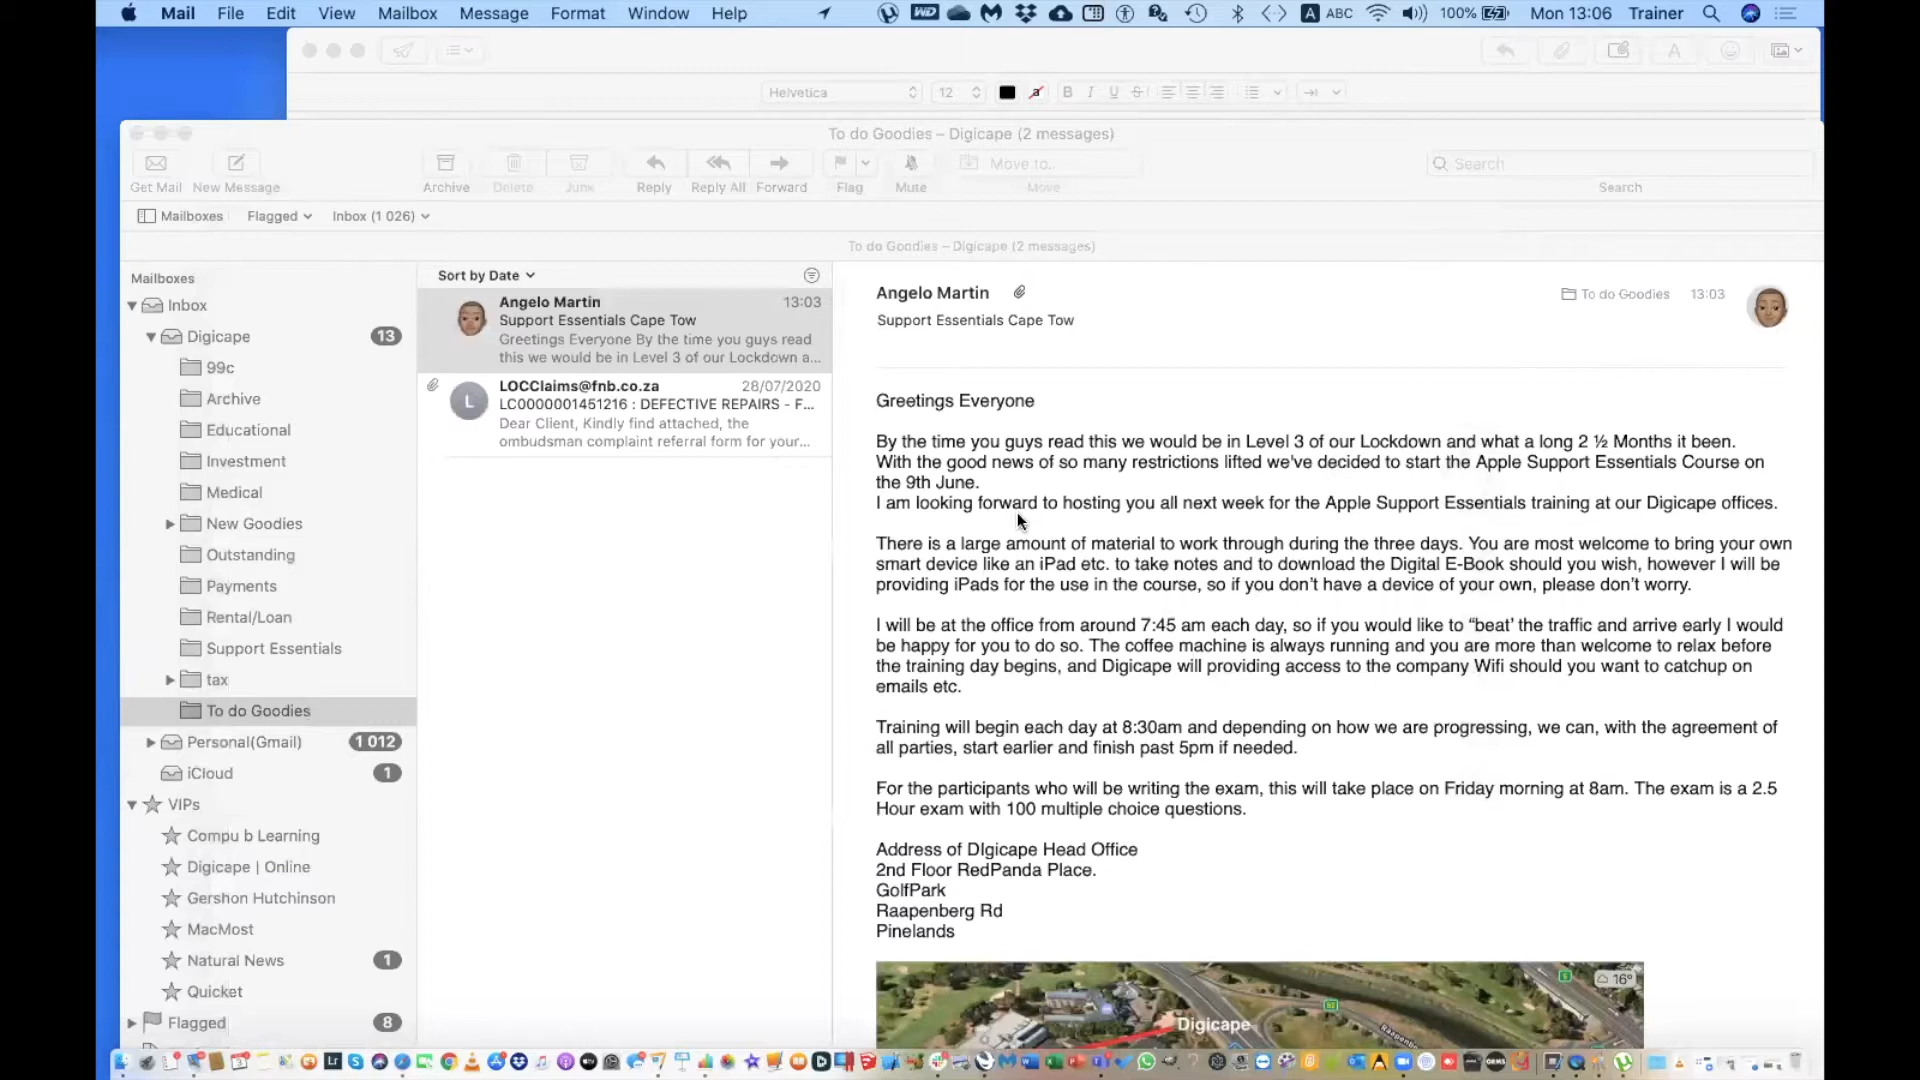 Mail File Edit View Mailbox Message Format Window Help ABC 100% Mon 13:06 Trainer
Helvetica 12
To do Goodies – Digicape (2 messages)
Move to...
Search
Get Mail New Message Archive Delete Junk Reply Reply All Forward Flag Mute Move Search
Mailboxes Flagged Inbox (1 026)
To do Goodies – Digicape (2 messages)
Mailboxes
Inbox
Digicape 13
99c
Archive
Educational
Investment
Medical
New Goodies
Outstanding
Payments
Rental/Loan
Support Essentials
tax
To do Goodies
Personal(Gmail) 1 012
iCloud 1
VIPs
Compu b Learning
Digicape | Online
Gershon Hutchinson
MacMost
Natural News 1
Quicket
Flagged 8
Sort by Date
Angelo Martin 13:03
Support Essentials Cape Tow
Greetings Everyone By the time you guys read
this we would be in Level 3 of our Lockdown a...
L
LOCClaims@fnb.co.za 28/07/2020
LC0000001451216 : DEFECTIVE REPAIRS - F...
Dear Client, Kindly find attached, the
ombudsman complaint referral form for your...
Angelo Martin To do Goodies 13:03
Support Essentials Cape Tow
Greetings Everyone
By the time you guys read this we would be in Level 3 of our Lockdown and what a long 2 ½ Months it been.
With the good news of so many restrictions lifted we've decided to start the Apple Support Essentials Course on
the 9th June.
I am looking forward to hosting you all next week for the Apple Support Essentials training at our Digicape offices.
There is a large amount of material to work through during the three days. You are most welcome to bring your own
smart device like an iPad etc. to take notes and to download the Digital E-Book should you wish, however I will be
providing iPads for the use in the course, so if you don’t have a device of your own, please don’t worry.
I will be at the office from around 7:45 am each day, so if you would like to “beat’ the traffic and arrive early I would
be happy for you to do so. The coffee machine is always running and you are more than welcome to relax before
the training day begins, and Digicape will providing access to the company Wifi should you want to catchup on
emails etc.
Training will begin each day at 8:30am and depending on how we are progressing, we can, with the agreement of
all parties, start earlier and finish past 5pm if needed.
For the participants who will be writing the exam, this will take place on Friday morning at 8am. The exam is a 2.5
Hour exam with 100 multiple choice questions.
Address of DIgicape Head Office
2nd Floor RedPanda Place.
GolfPark
Raapenberg Rd
Pinelands
16°
Digicape